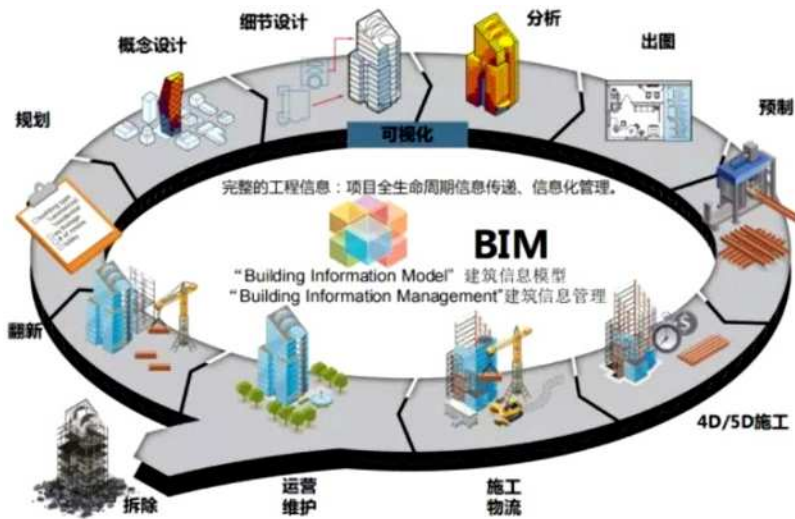 细节设计
分析
概念设计
出图
规划
预制
可视化
完整的工程信息：项目全生命周期信息传递、信息化管理。
BIM
“Building Information Model” 建筑信息模型
“Building Information Management”建筑信息管理
翻新
4D/5D施工
拆除
运营
维护
施工
物流